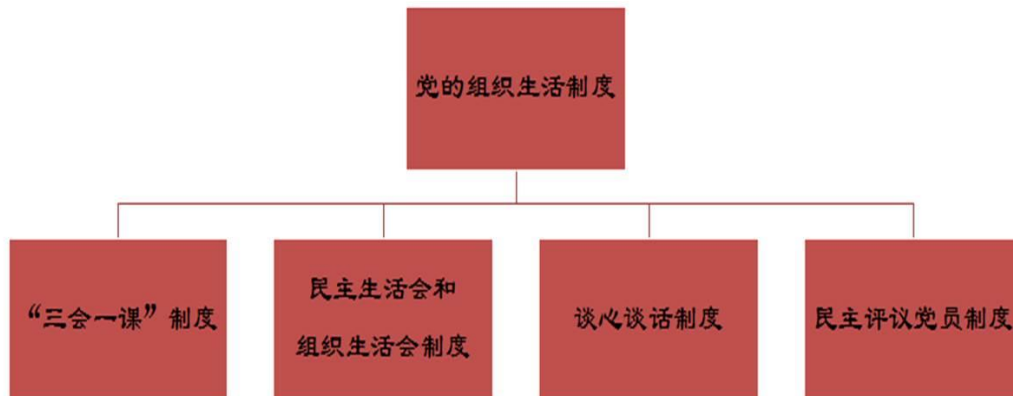 党的组织生活制度
“三会一课”制度
民主生活会和
组织生活会制度
谈心谈话制度
民主评议党员制度